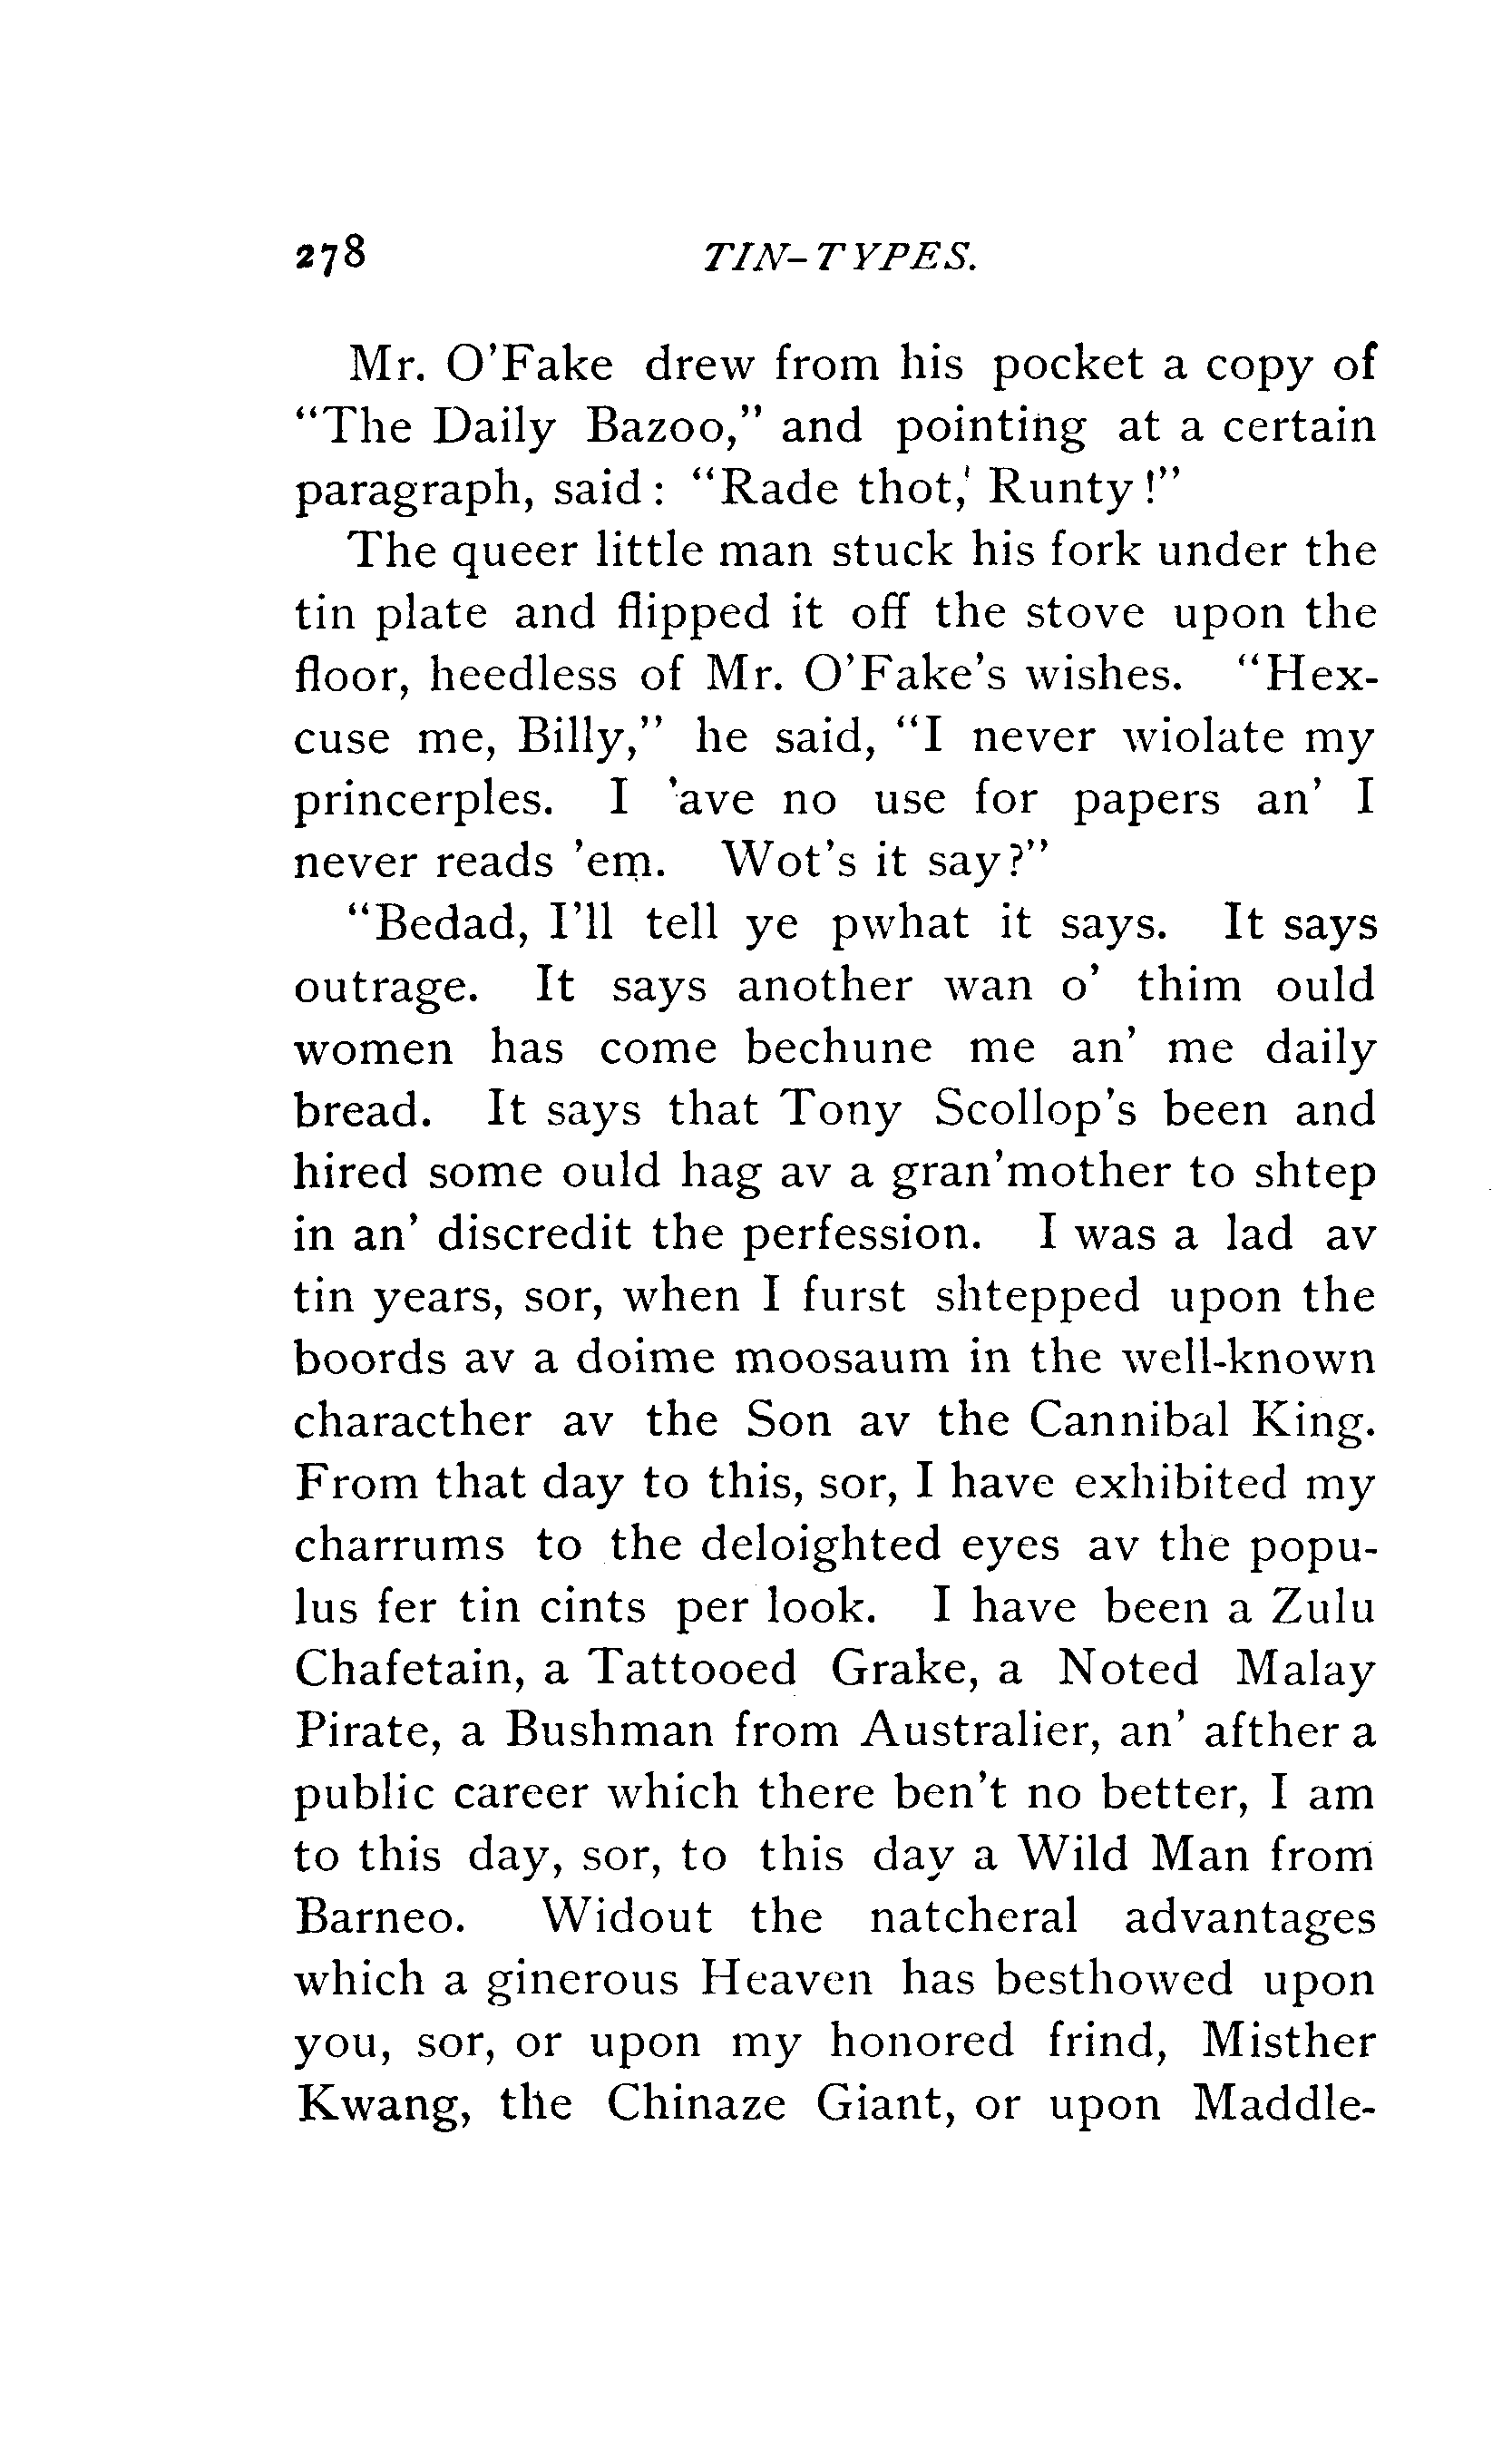 278 TIN-TYPES.
Mr. O'Fake drew from his pocket a copy of
"The Daily Bazoo," and pointing at a certain
paragraph, said: "Rade thot,' Runty!"
The queer little man stuck his fork under the
tin plate and flipped it off the stove upon the
floor, heedless of Mr. O'Fake's wishes. "Hex-
cuse me, Billy," he said, "I never wiolate my
princerples. I 'ave no use for papers an' I
never reads 'em. Wot's it say?"
"Bedad, I'll tell ye pwhat it says. It says
outrage. It says another wan o' thim ould
women has come bechune me an' me daily
bread. It says that Tony Scollop's been and
hired some ould hag av a gran'mother to shtep
in an' discredit the perfession. I was a lad av
tin years, sor, when I furst shtepped upon the
boords av a doime moosaum in the well-known
characther av the Son av the Cannibal King.
From that day to this, sor, I have exhibited my
charrums to the deloighted eyes av the popu-
lus fer tin cints per look. I have been a Zulu
Chafetain, a Tattooed Grake, a Noted Malay
Pirate, a Bushman from Australier, an' afther a
public career which there ben't no better, I am
to this day, sor, to this day a Wild Man from
Barneo. Widout the natcheral advantages
which a ginerous Heaven has besthowed upon
you, sor, or upon my honored frind, Misther
Kwang, the Chinaze Giant, or upon Maddle-